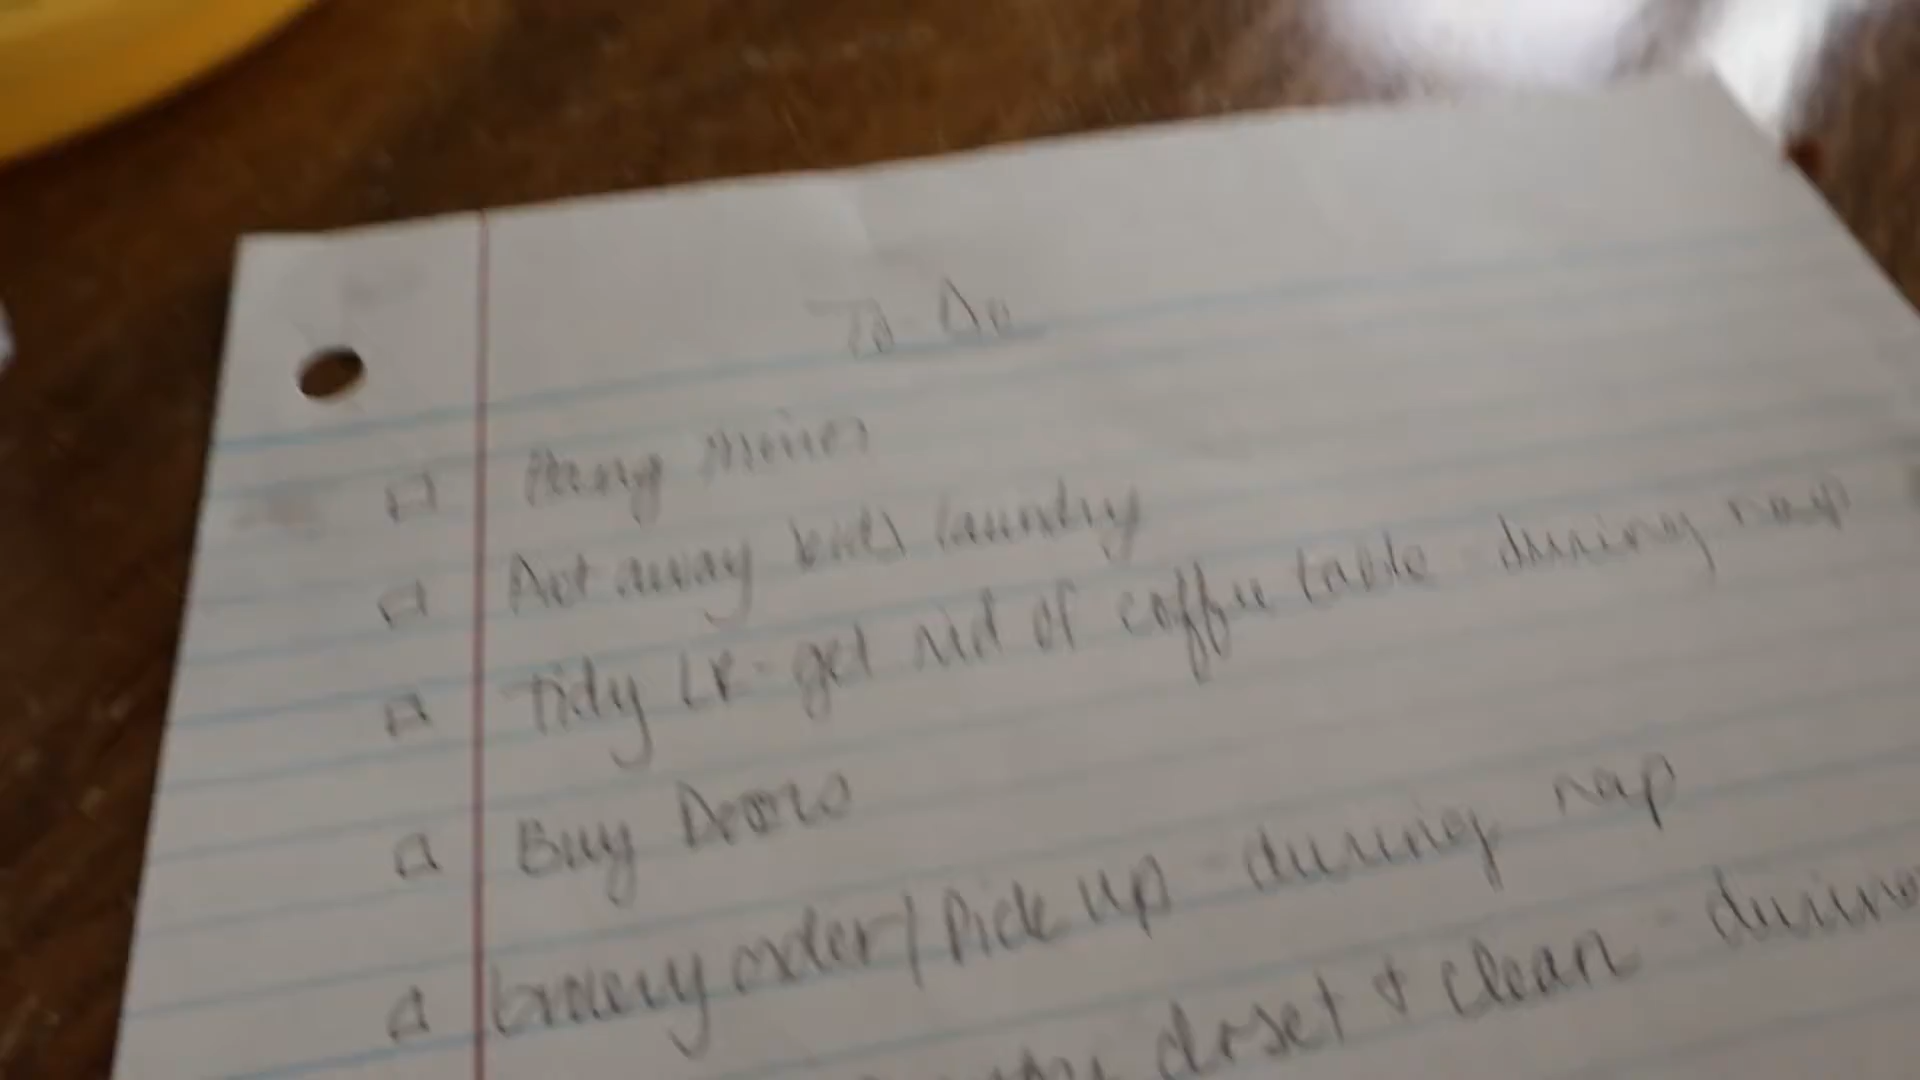 To-Do
Hang mirror
Put away kids laundry
Tidy LR - get rid of coffee table - during nap
Buy Doors
Grocery order/Pick up - during nap
closet & clean - during